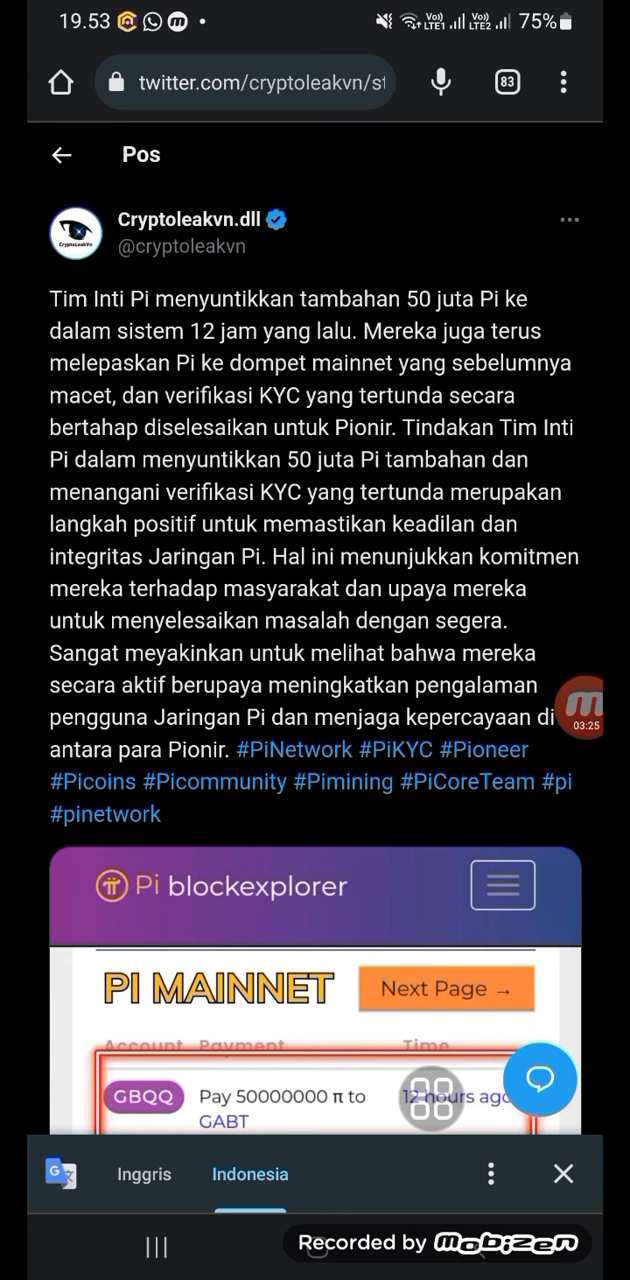 19.53 75%
twitter.com/cryptoleakvn/st 83
Pos
Cryptoleakvn.dll
@cryptoleakvn
Tim Inti Pi menyuntikkan tambahan 50 juta Pi ke
dalam sistem 12 jam yang lalu. Mereka juga terus
melepaskan Pi ke dompet mainnet yang sebelumnya
macet, dan verifikasi KYC yang tertunda secara
bertahap diselesaikan untuk Pionir. Tindakan Tim Inti
Pi dalam menyuntikkan 50 juta Pi tambahan dan
menangani verifikasi KYC yang tertunda merupakan
langkah positif untuk memastikan keadilan dan
integritas Jaringan Pi. Hal ini menunjukkan komitmen
mereka terhadap masyarakat dan upaya mereka
untuk menyelesaikan masalah dengan segera.
Sangat meyakinkan untuk melihat bahwa mereka
secara aktif berupaya meningkatkan pengalaman
pengguna Jaringan Pi dan menjaga kepercayaan di
03:25
antara para Pionir. #PiNetwork #PiKYC #Pioneer
#Picoins #Picommunity #Pimining #PiCoreTeam #pi
#pinetwork
Pi blockexplorer
PI MAINNET Next Page →
Account Payment Time
GBQQ Pay 50000000 π to 12 hours ago
GABT
Inggris Indonesia
Recorded by mobizen